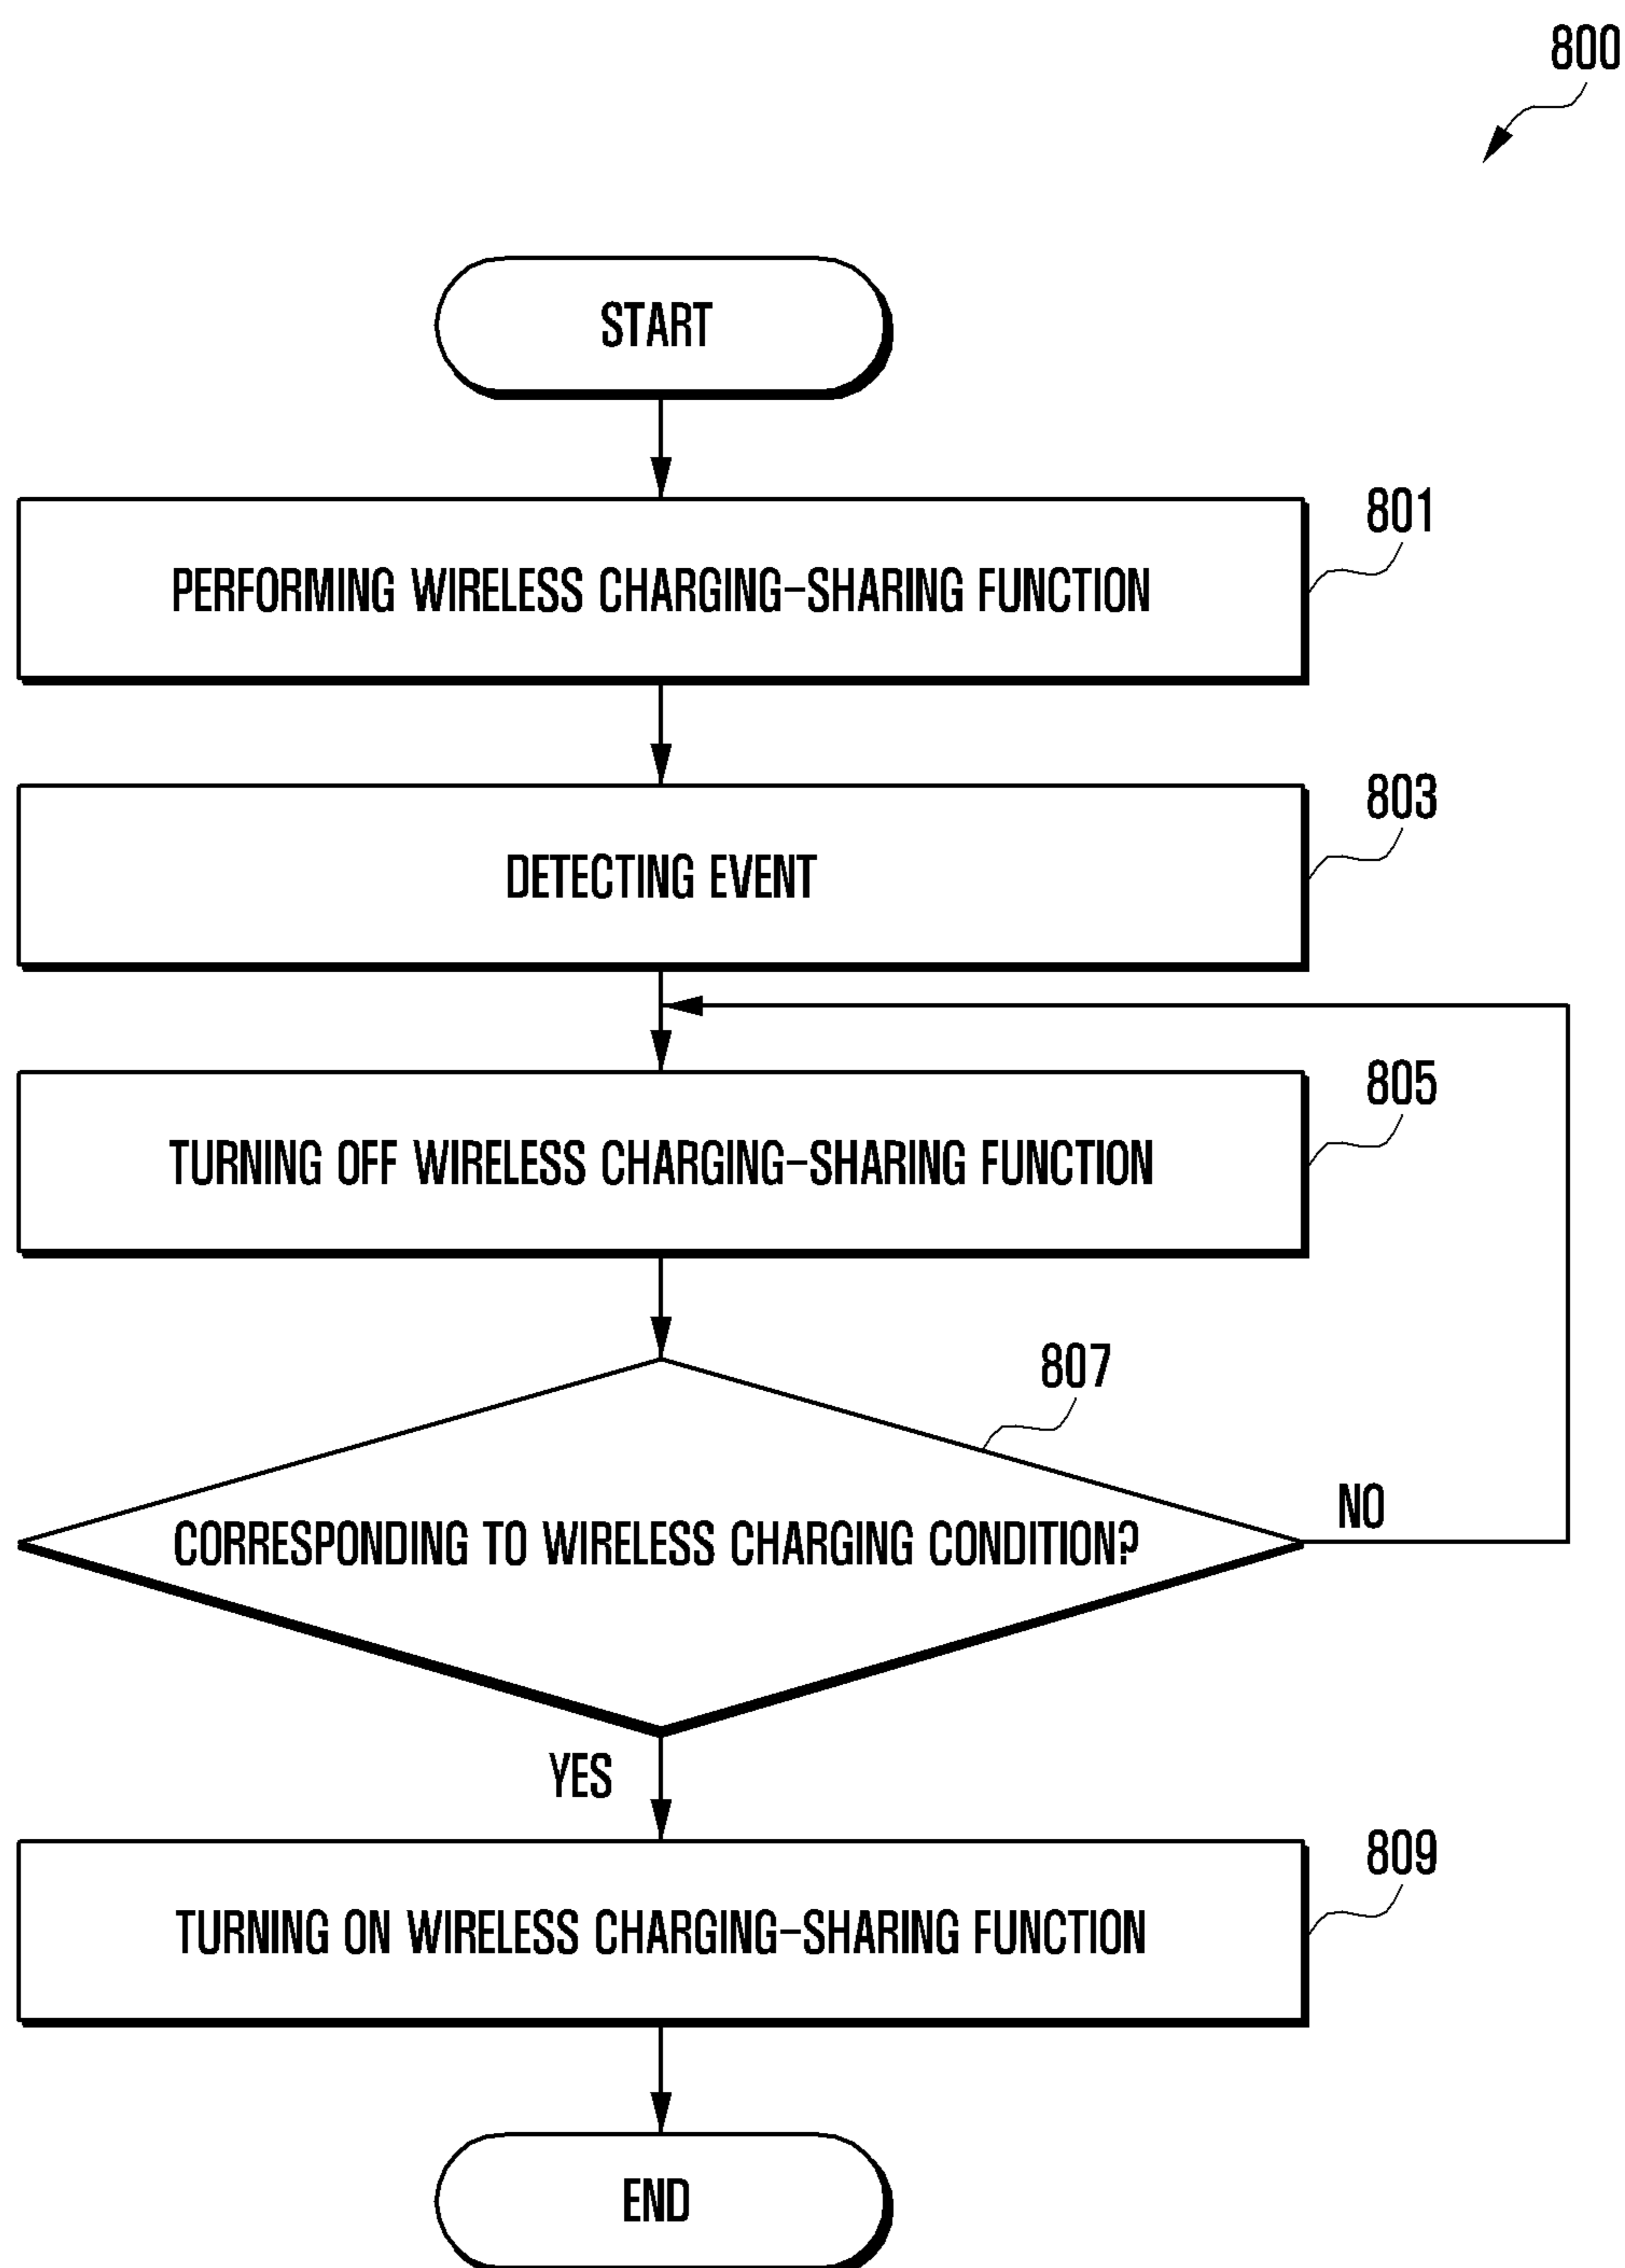 800
START
801
PERFORMING WIRELESS CHARGING-SHARING FUNCTION
803
DETECTING EVENT
805
TURNING OFF WIRELESS CHARGING-SHARING FUNCTION
807
CORRESPONDING TO WIRELESS CHARGING CONDITION?
NO
YES
809
TURNING ON WIRELESS CHARGING-SHARING FUNCTION
END